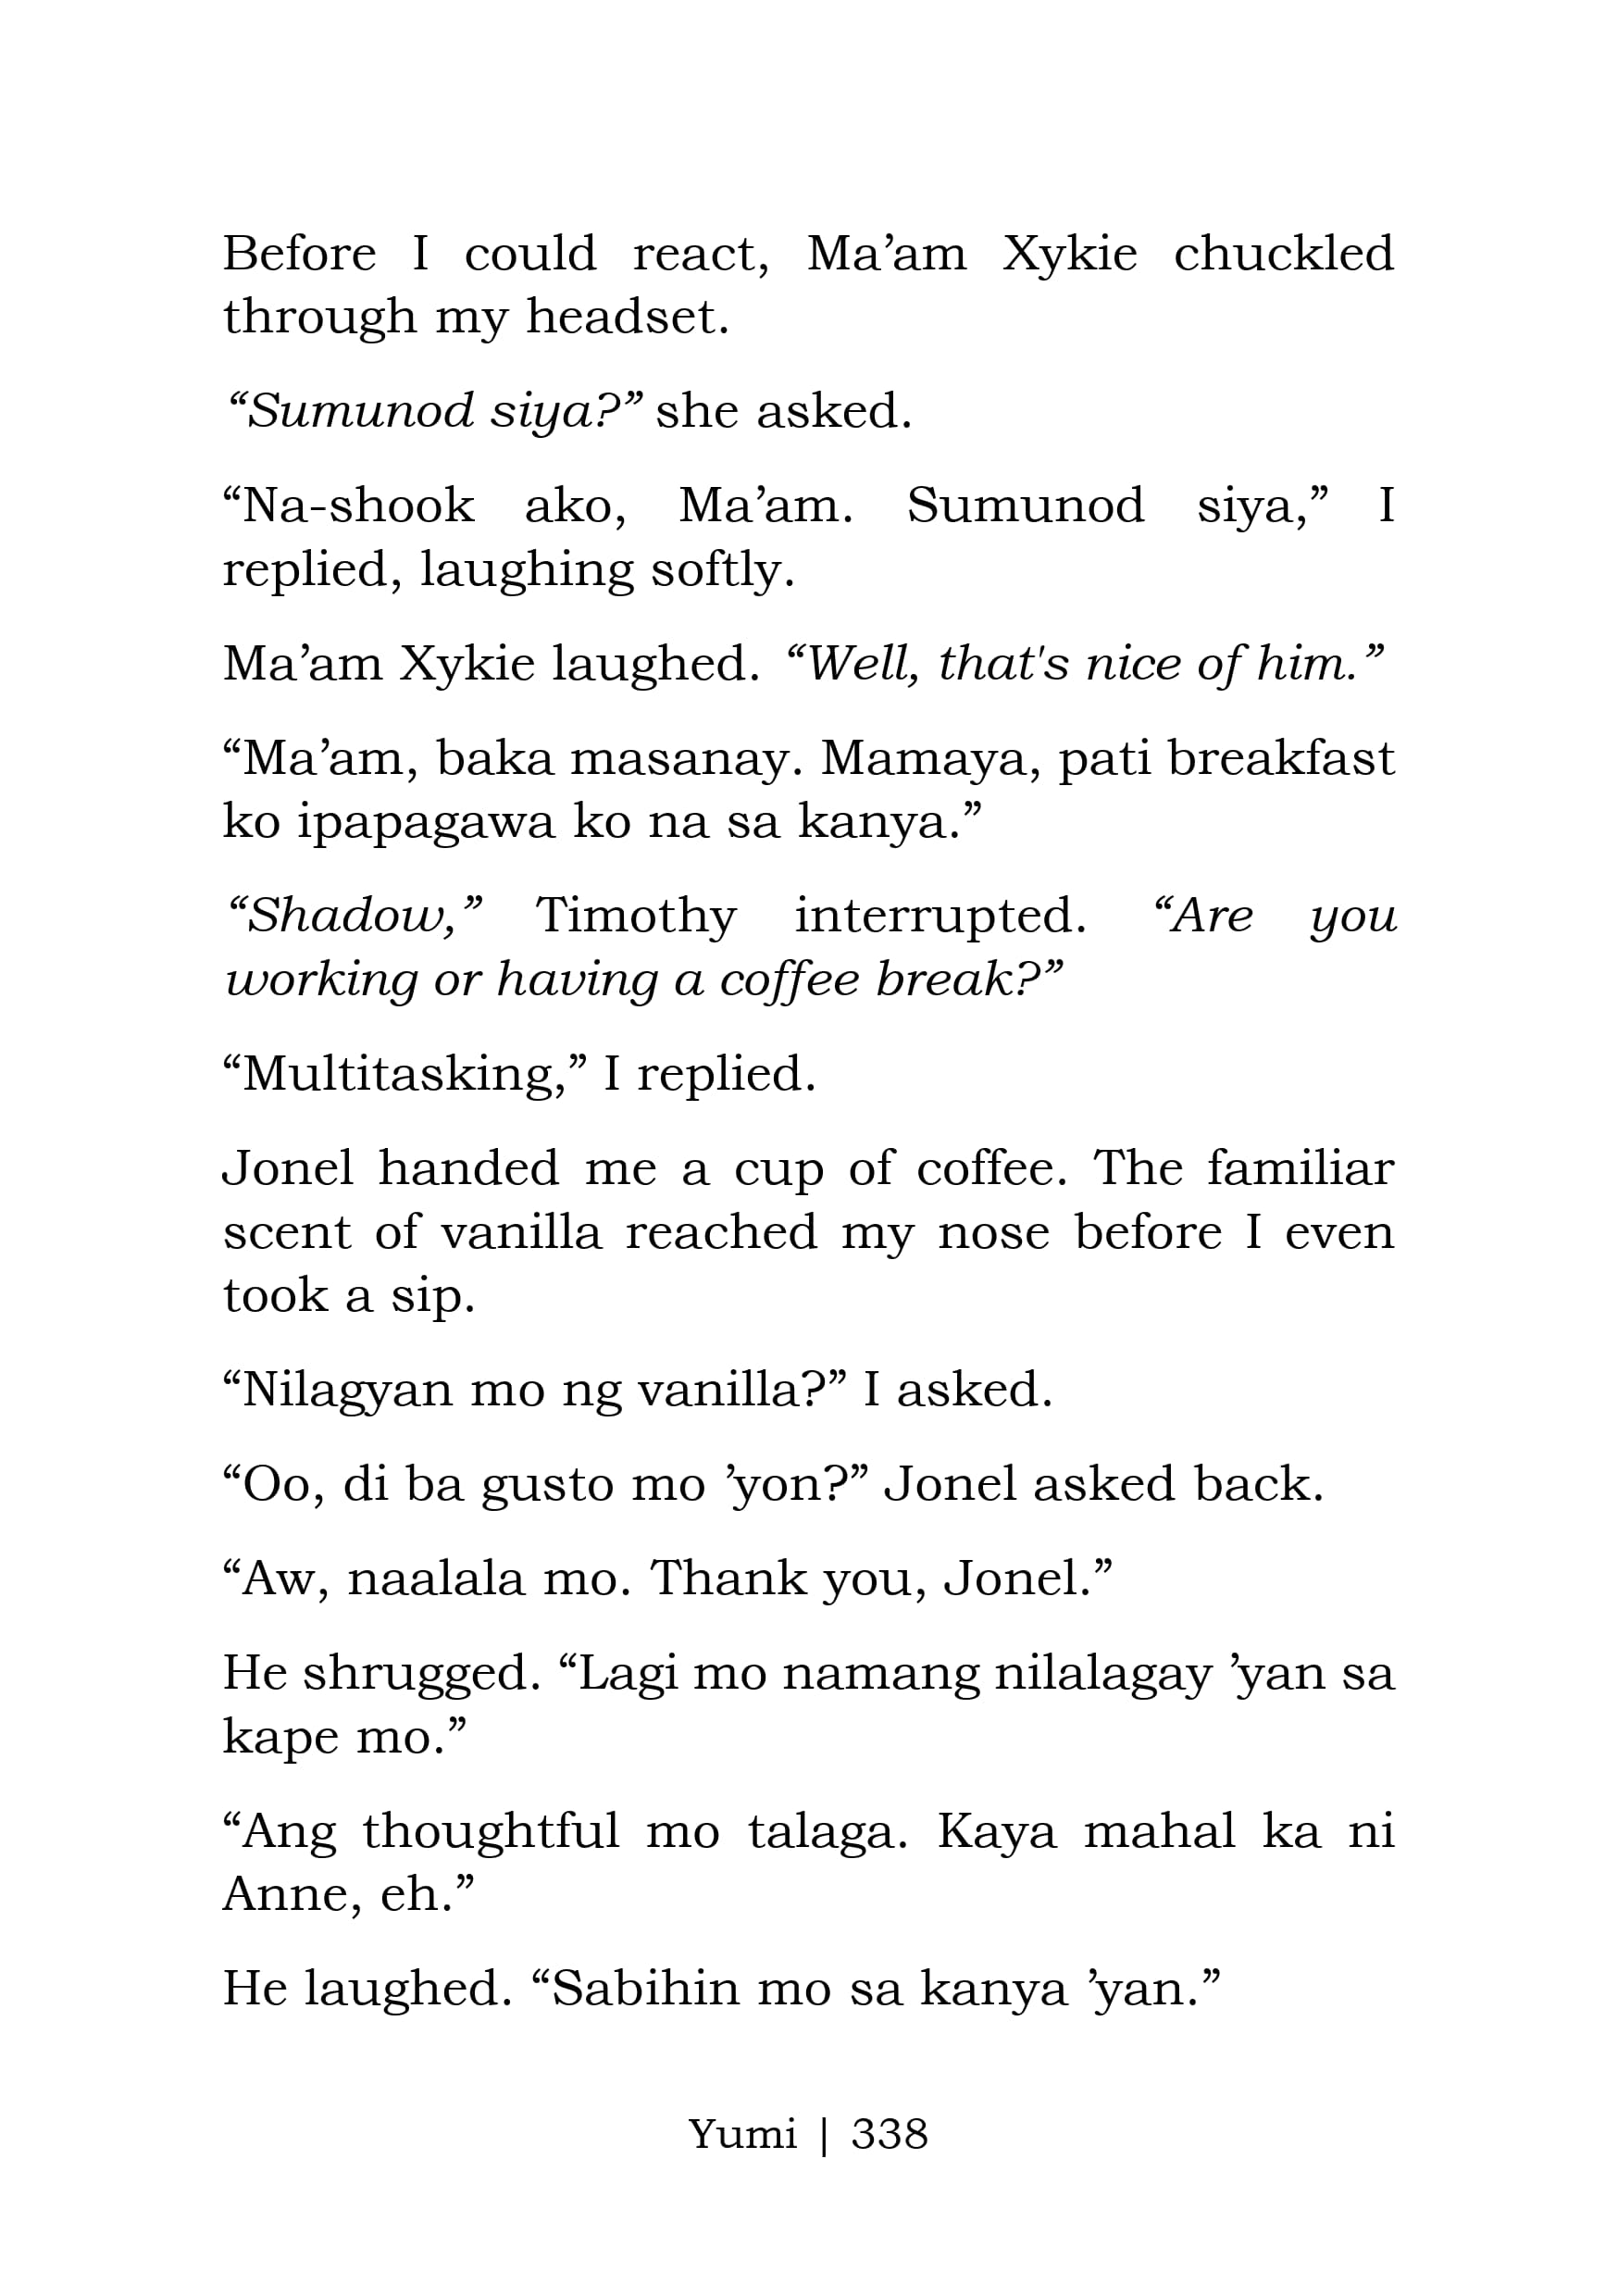 Before I could react, Ma’am Xykie chuckled
through my headset.
“Sumunod siya?” she asked.
“Na-shook ako, Ma’am. Sumunod siya,” I
replied, laughing softly.
Ma’am Xykie laughed. “Well, that's nice of him.”
“Ma’am, baka masanay. Mamaya, pati breakfast
ko ipapagawa ko na sa kanya.”
“Shadow,” Timothy interrupted. “Are you
working or having a coffee break?”
“Multitasking,” I replied.
Jonel handed me a cup of coffee. The familiar
scent of vanilla reached my nose before I even
took a sip.
“Nilagyan mo ng vanilla?” I asked.
“Oo, di ba gusto mo ’yon?” Jonel asked back.
“Aw, naalala mo. Thank you, Jonel.”
He shrugged. “Lagi mo namang nilalagay ’yan sa
kape mo.”
“Ang thoughtful mo talaga. Kaya mahal ka ni
Anne, eh.”
He laughed. “Sabihin mo sa kanya ’yan.”
Yumi | 338